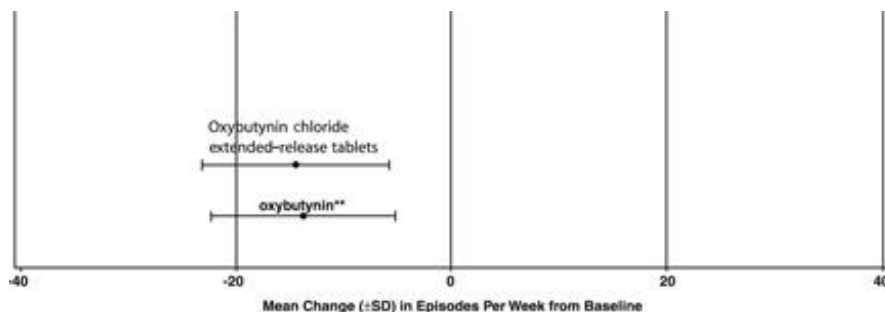 Oxybutynin chloride
extended-release tablets
oxybutynin**
-40 -20 0 20 40
Mean Change (±SD) in Episodes Per Week from Baseline